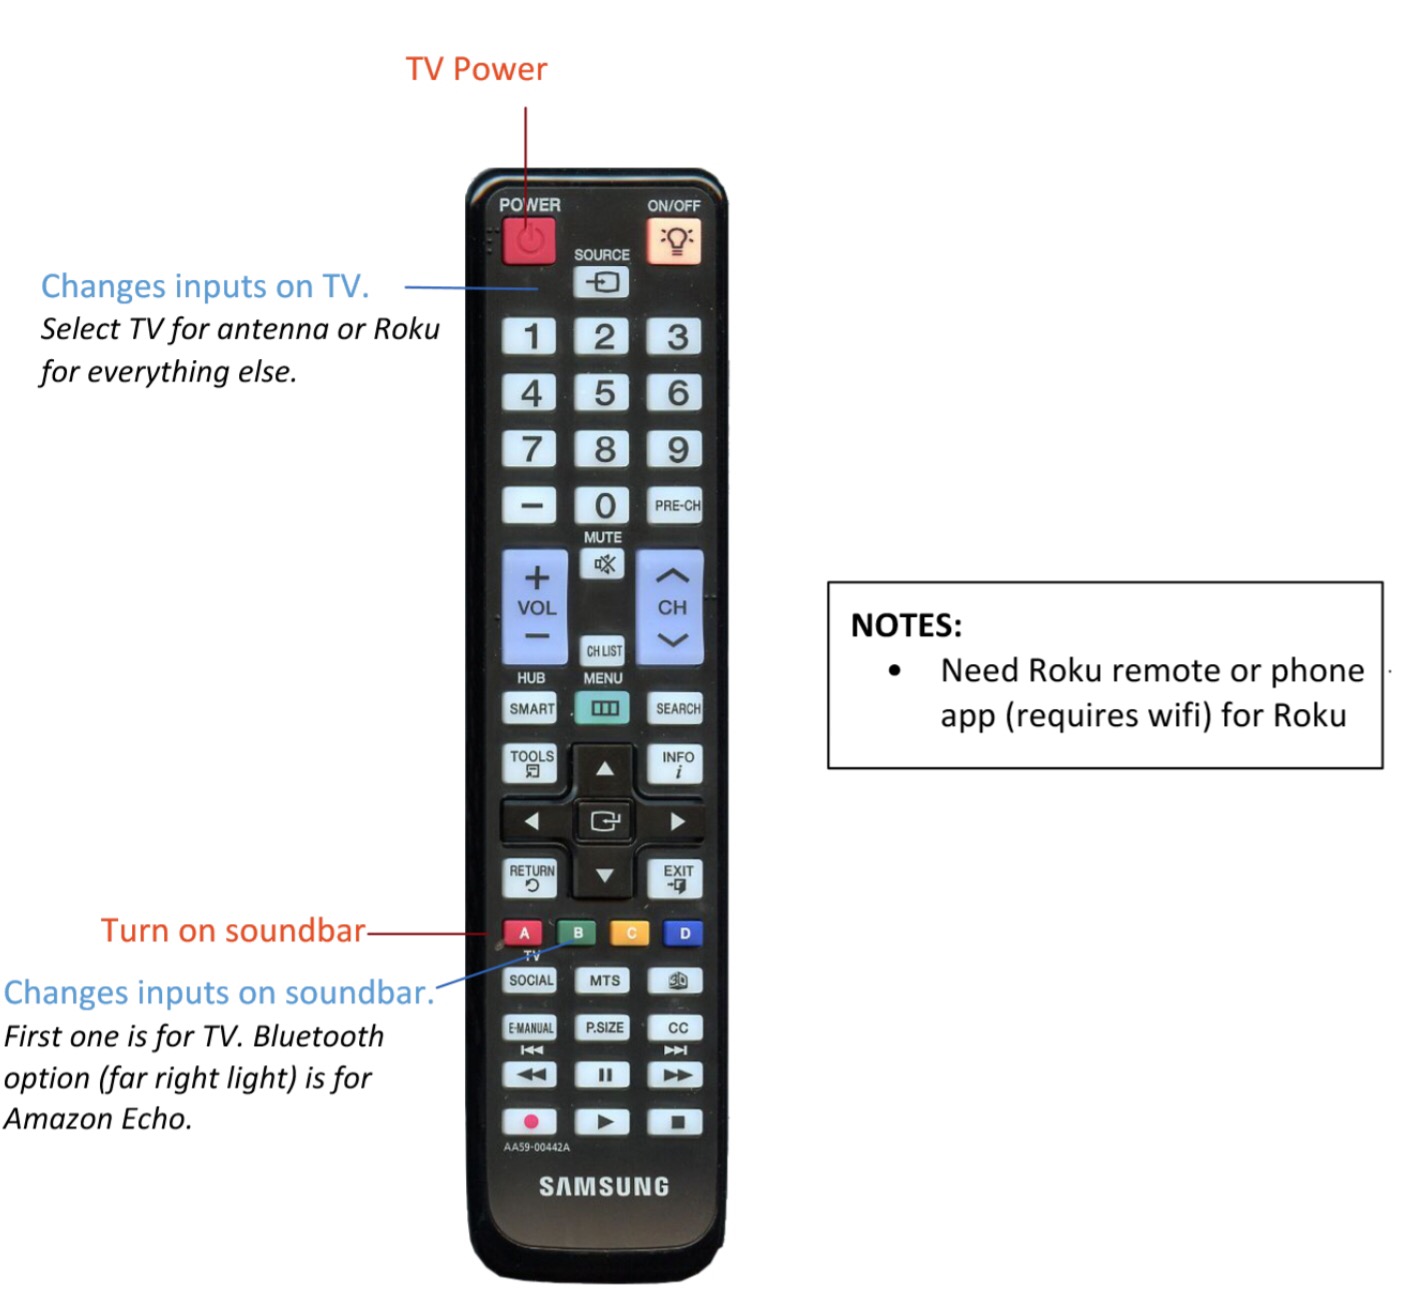 TV Power
POWER
ON/OFF
SOURCE
Changes inputs on TV.
Select TV for antenna or Roku
for everything else.
1 2 3
4 5 6
7 8 9
— 0 PRE-CH
MUTE
+
VOL
−
CH
CH LIST
HUB MENU
SMART SEARCH
TOOLS INFO
i
RETURN EXIT
Turn on soundbar
A B C D
TV
SOCIAL MTS 3D
Changes inputs on soundbar.
First one is for TV. Bluetooth
option (far right light) is for
Amazon Echo.
E-MANUAL P.SIZE CC
AA59-00442A
SAMSUNG
NOTES:
• Need Roku remote or phone
app (requires wifi) for Roku